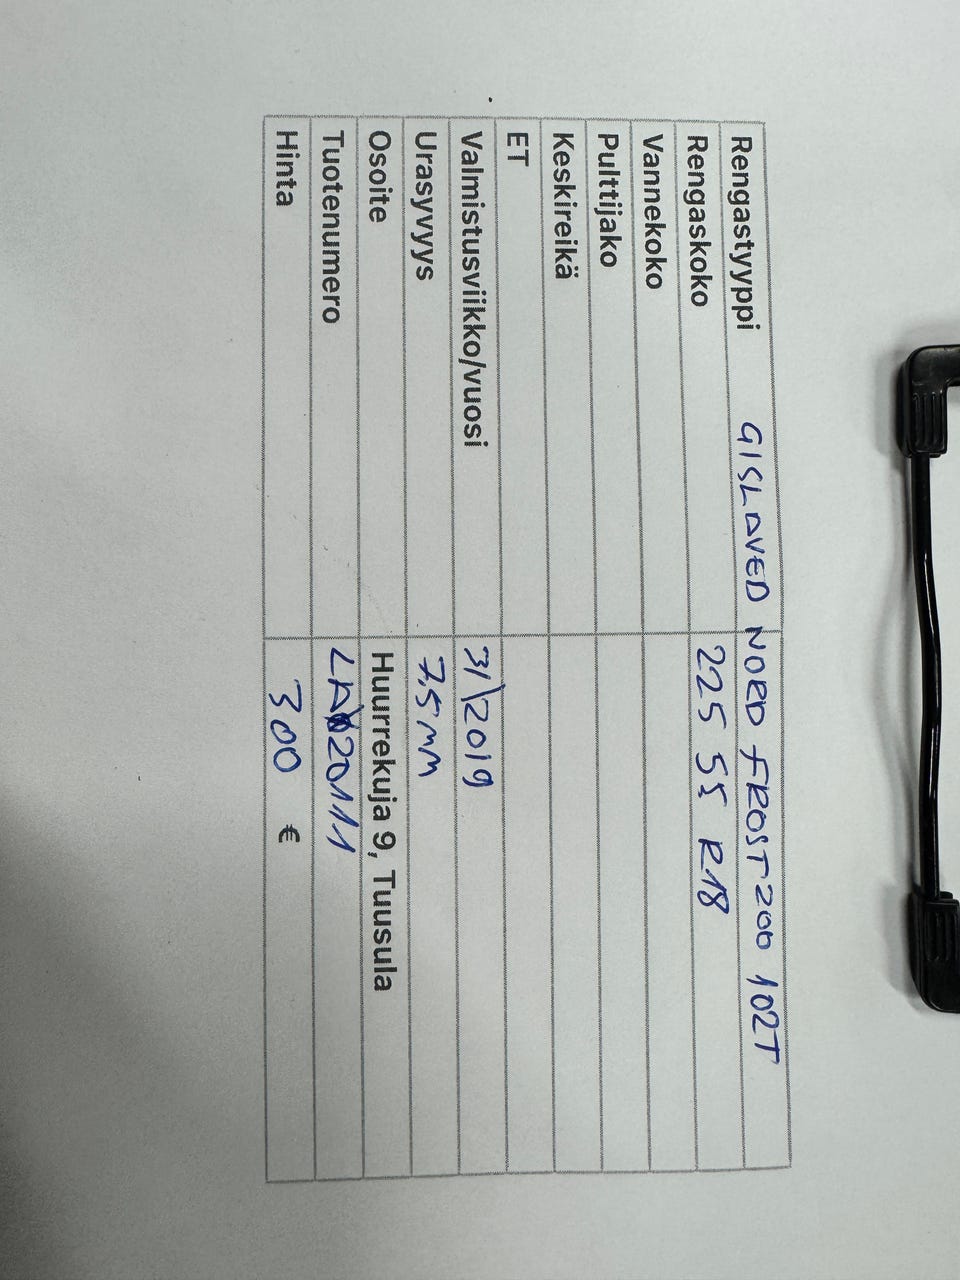 Rengastyyppi GISLAVED NORD FROST 200 102T
Rengaskoko 225 55 R18
Vannekoko
Pulttijako
Keskireikä
ET
Valmistusviikko/vuosi 31\2019
Urasyvyys 7,5 MM
Osoite Huurrekuja 9, Tuusula
Tuotenumero LA20111
Hinta 300 €